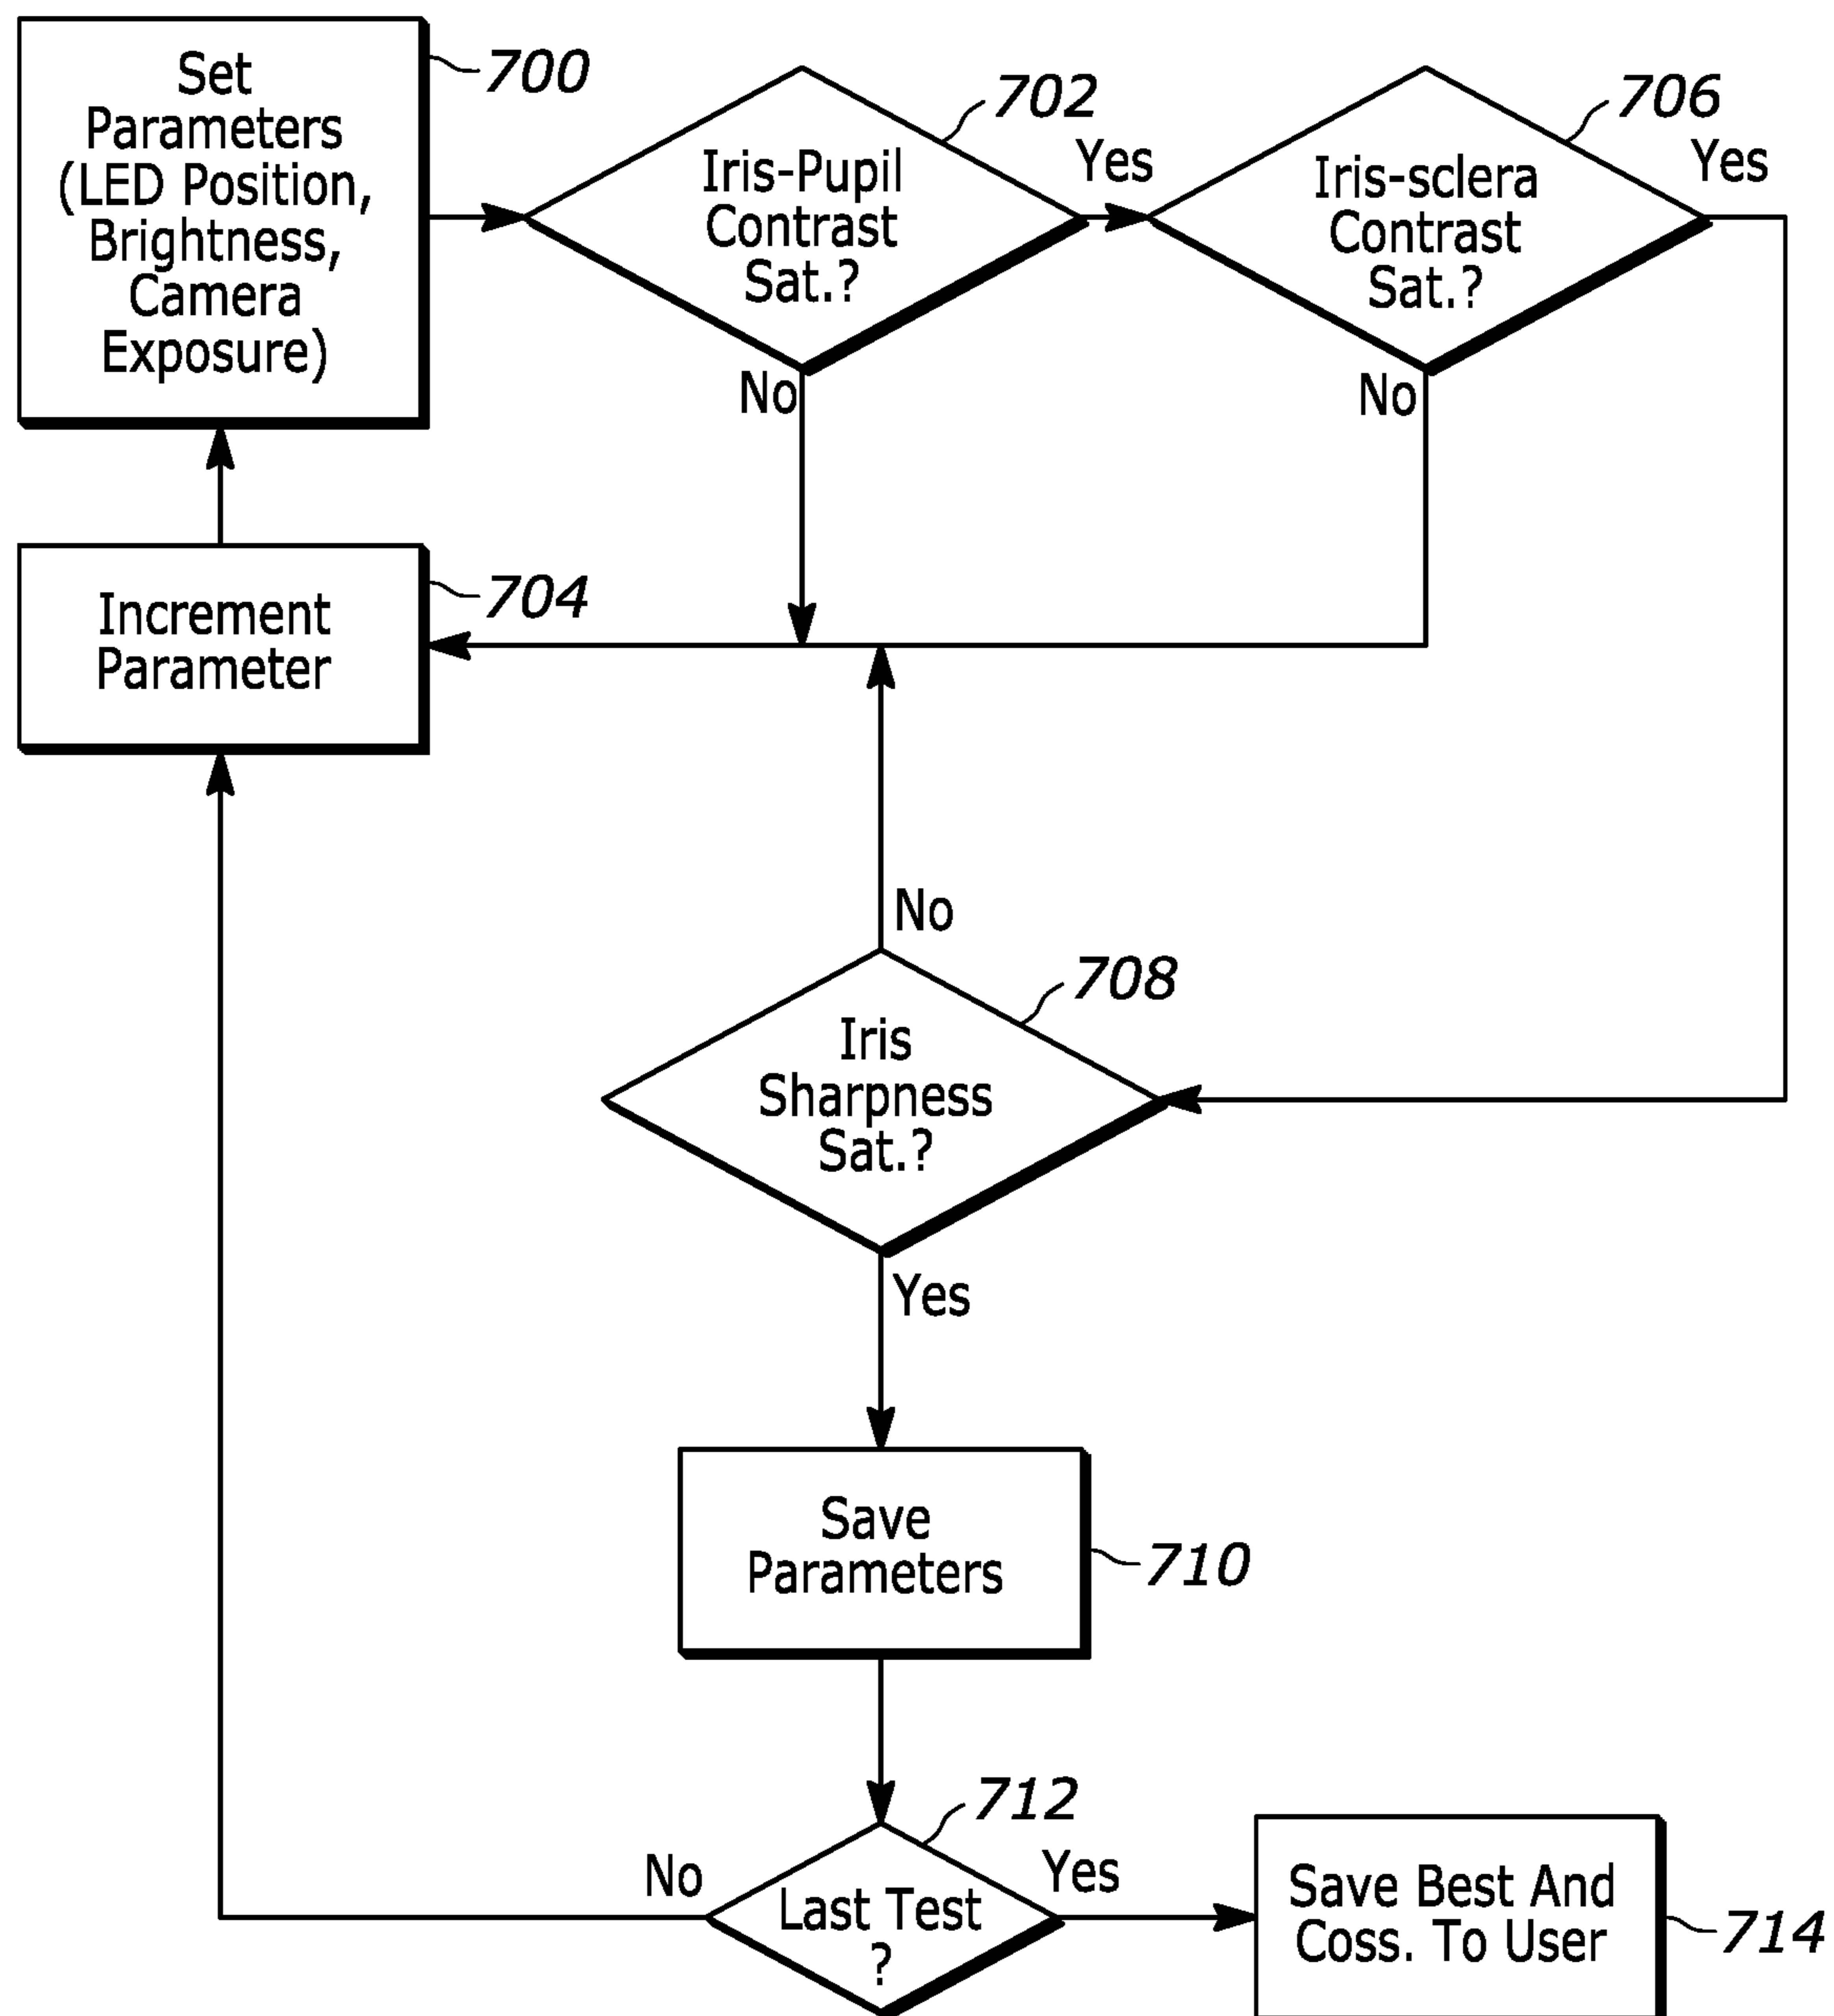 Set
Parameters
(LED Position,
Brightness,
Camera
Exposure)
700
Iris-Pupil
Contrast
Sat.?
702
Yes
No
Iris-sclera
Contrast
Sat.?
706
Yes
No
Increment
Parameter
704
No
Iris
Sharpness
Sat.?
708
Yes
Save
Parameters
710
Last Test
?
712
No
Yes
Save Best And
Coss. To User
714